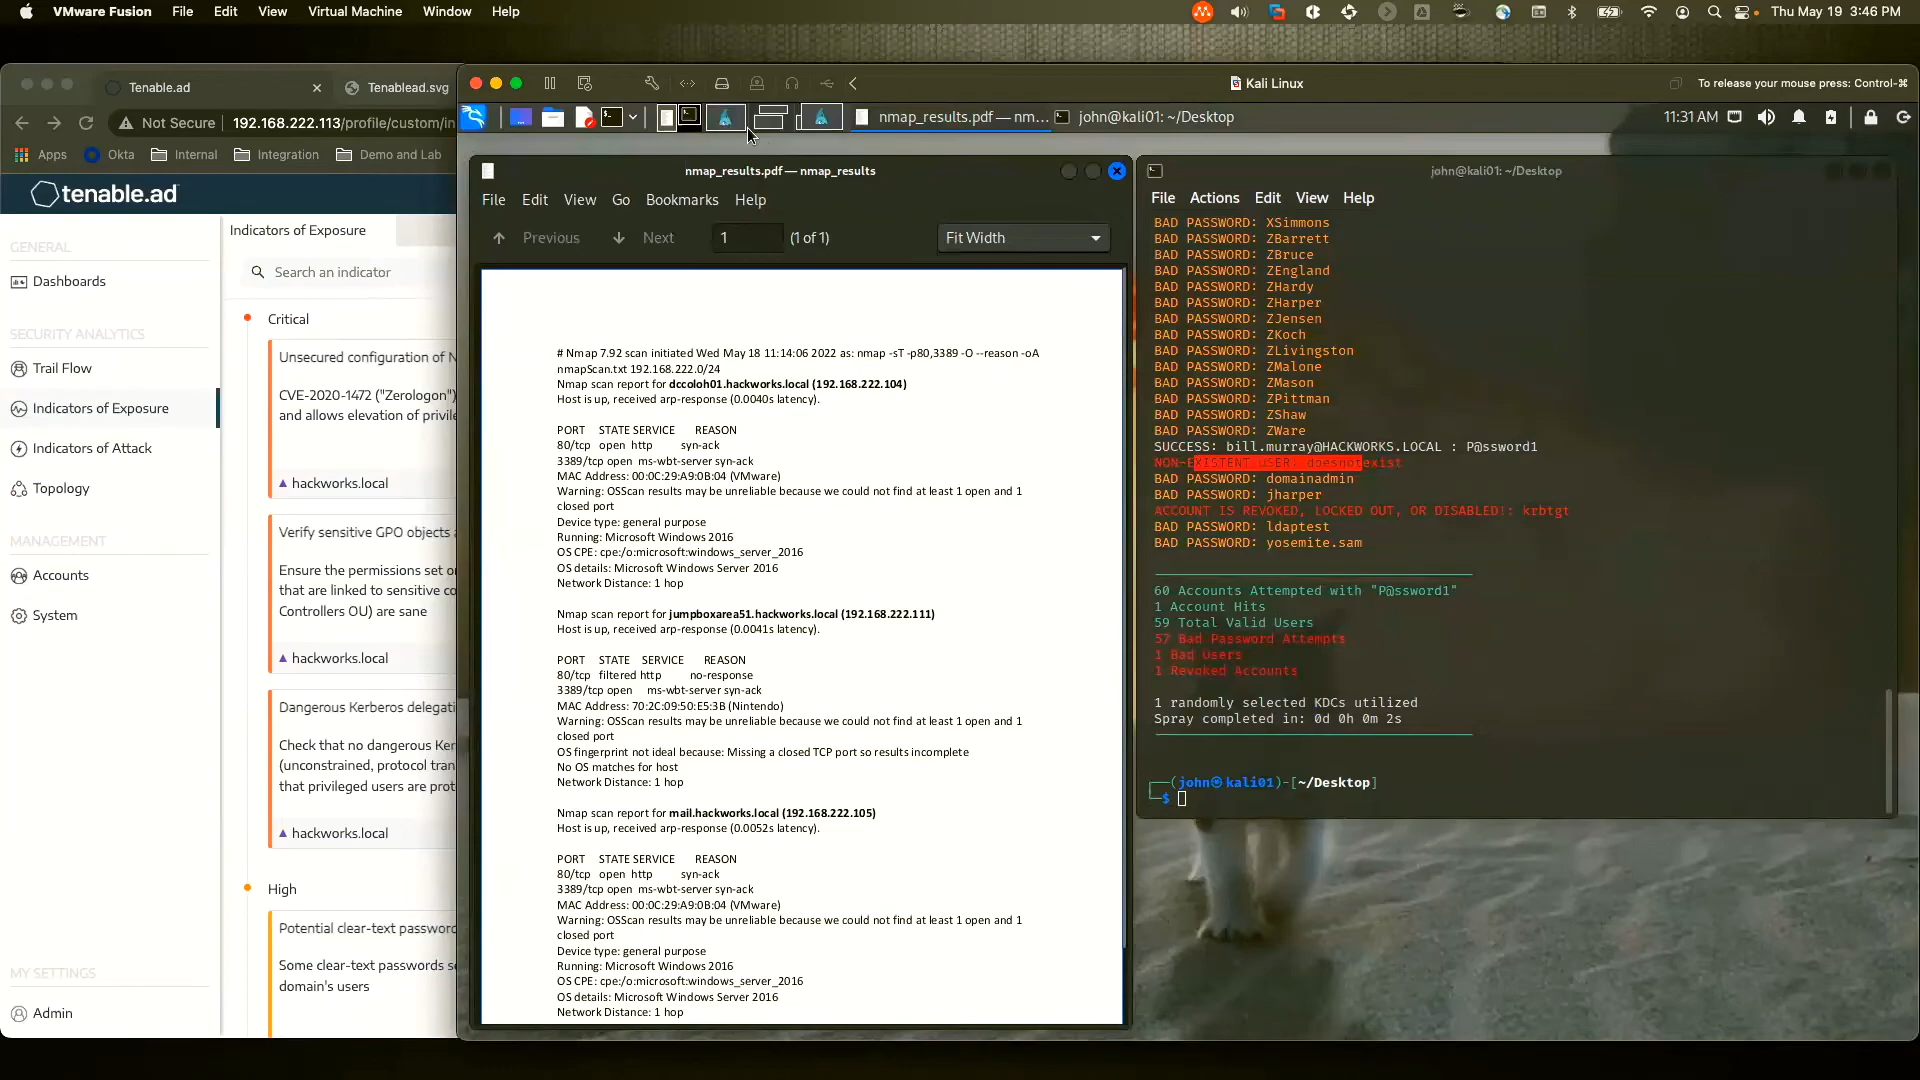 VMware Fusion File Edit View Virtual Machine Window Help Thu May 19 3:46 PM
Tenable.ad
Tenablead.svg
Not Secure 192.168.222.113/profile/custom/in
Apps Okta Internal Integration Demo and Lab
tenable.ad
GENERAL
Dashboards
SECURITY ANALYTICS
Trail Flow
Indicators of Exposure
Indicators of Attack
Topology
MANAGEMENT
Accounts
System
MY SETTINGS
Admin
Indicators of Exposure
Search an indicator
Critical
Unsecured configuration of N
CVE-2020-1472 ("Zerologon")
and allows elevation of privile
hackworks.local
Verify sensitive GPO objects a
Ensure the permissions set or
that are linked to sensitive co
Controllers OU) are sane
hackworks.local
Dangerous Kerberos delegati
Check that no dangerous Ker
(unconstrained, protocol tran
that privileged users are prot
hackworks.local
High
Potential clear-text password
Some clear-text passwords se
domain's users
Kali Linux
To release your mouse press: Control-⌘
nmap_results.pdf — nm...
john@kali01: ~/Desktop
11:31 AM
nmap_results.pdf — nmap_results
File Edit View Go Bookmarks Help
Previous Next 1 (1 of 1) Fit Width
# Nmap 7.92 scan initiated Wed May 18 11:14:06 2022 as: nmap -sT -p80,3389 -O --reason -oA
nmapScan.txt 192.168.222.0/24
Nmap scan report for dccoloh01.hackworks.local (192.168.222.104)
Host is up, received arp-response (0.0040s latency).
PORT STATE SERVICE REASON
80/tcp open http syn-ack
3389/tcp open ms-wbt-server syn-ack
MAC Address: 00:0C:29:A9:0B:04 (VMware)
Warning: OSScan results may be unreliable because we could not find at least 1 open and 1
closed port
Device type: general purpose
Running: Microsoft Windows 2016
OS CPE: cpe:/o:microsoft:windows_server_2016
OS details: Microsoft Windows Server 2016
Network Distance: 1 hop
Nmap scan report for jumpboxarea51.hackworks.local (192.168.222.111)
Host is up, received arp-response (0.0041s latency).
PORT STATE SERVICE REASON
80/tcp filtered http no-response
3389/tcp open ms-wbt-server syn-ack
MAC Address: 70:2C:09:50:E5:3B (Nintendo)
Warning: OSScan results may be unreliable because we could not find at least 1 open and 1
closed port
OS fingerprint not ideal because: Missing a closed TCP port so results incomplete
No OS matches for host
Network Distance: 1 hop
Nmap scan report for mail.hackworks.local (192.168.222.105)
Host is up, received arp-response (0.0052s latency).
PORT STATE SERVICE REASON
80/tcp open http syn-ack
3389/tcp open ms-wbt-server syn-ack
MAC Address: 00:0C:29:A9:0B:04 (VMware)
Warning: OSScan results may be unreliable because we could not find at least 1 open and 1
closed port
Device type: general purpose
Running: Microsoft Windows 2016
OS CPE: cpe:/o:microsoft:windows_server_2016
OS details: Microsoft Windows Server 2016
Network Distance: 1 hop
john@kali01: ~/Desktop
File Actions Edit View Help
BAD PASSWORD: XSimmons
BAD PASSWORD: ZBarrett
BAD PASSWORD: ZBruce
BAD PASSWORD: ZEngland
BAD PASSWORD: ZHardy
BAD PASSWORD: ZHarper
BAD PASSWORD: ZJensen
BAD PASSWORD: ZKoch
BAD PASSWORD: ZLivingston
BAD PASSWORD: ZMalone
BAD PASSWORD: ZMason
BAD PASSWORD: ZPittman
BAD PASSWORD: ZShaw
BAD PASSWORD: ZWare
SUCCESS: bill.murray@HACKWORKS.LOCAL : P@ssword1
NON-EXISTENT USER: doesnotexist
BAD PASSWORD: domainadmin
BAD PASSWORD: jharper
ACCOUNT IS REVOKED, LOCKED OUT, OR DISABLED!: krbtgt
BAD PASSWORD: ldaptest
BAD PASSWORD: yosemite.sam
60 Accounts Attempted with "P@ssword1"
1 Account Hits
59 Total Valid Users
57 Bad Password Attempts
1 Bad Users
1 Revoked Accounts
1 randomly selected KDCs utilized
Spray completed in: 0d 0h 0m 2s
(john㉿kali01)-[~/Desktop]
$